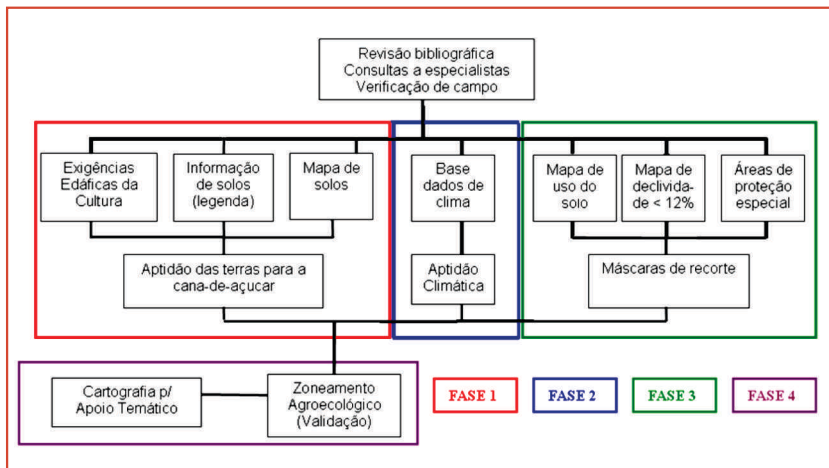 Revisão bibliográfica
Consultas a especialistas
Verificação de campo
Exigências
Edáficas da
Cultura
Informação
de solos
(legenda)
Mapa de
solos
Base
dados de
clima
Mapa de
uso do
solo
Mapa de
declivida-
de < 12%
Áreas de
proteção
especial
Aptidão das terras para a
cana-de-açucar
Aptidão
Climática
Máscaras de recorte
Cartografia p/
Apoio Temático
Zoneamento
Agroecológico
(Validação)
FASE 1
FASE 2
FASE 3
FASE 4